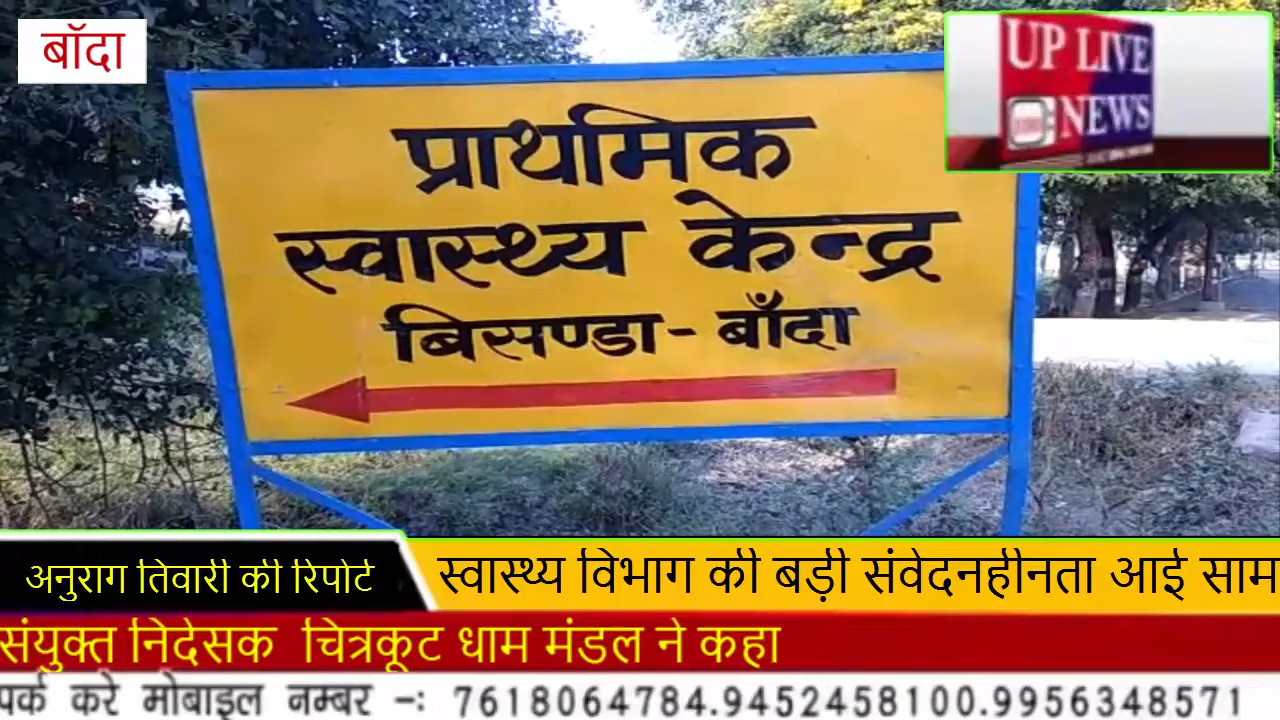 बाँदा
UP LIVE
NEWS
प्राथमिक
स्वास्थ्य केन्द्र
बिसण्डा - बाँदा
अनुराग तिवारी की रिपोर्ट
स्वास्थ्य विभाग की बड़ी संवेदनहीनता आई साम
संयुक्त निदेसक चित्रकूट धाम मंडल ने कहा
पर्क करे मोबाइल नम्बर -: 7618064784.9452458100.9956348571